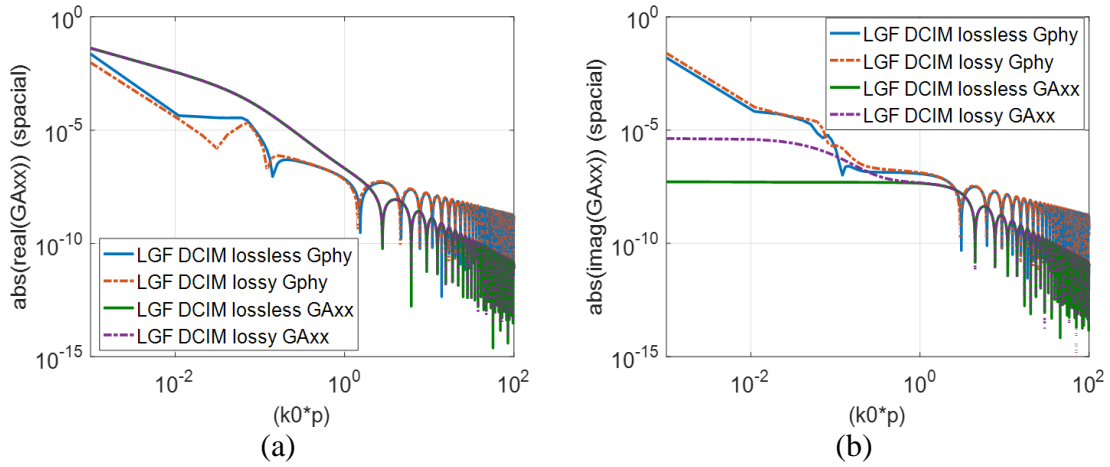 abs(real(GAxx)) (spacial)
10^0
10^-5
10^-10
10^-15
LGF DCIM lossless Gphy
LGF DCIM lossy Gphy
LGF DCIM lossless GAxx
LGF DCIM lossy GAxx
10^-2
10^0
10^2
(k0*p)
(a)
abs(imag(GAxx)) (spacial)
10^0
10^-5
10^-10
10^-15
LGF DCIM lossless Gphy
LGF DCIM lossy Gphy
LGF DCIM lossless GAxx
LGF DCIM lossy GAxx
10^-2
10^0
10^2
(k0*p)
(b)